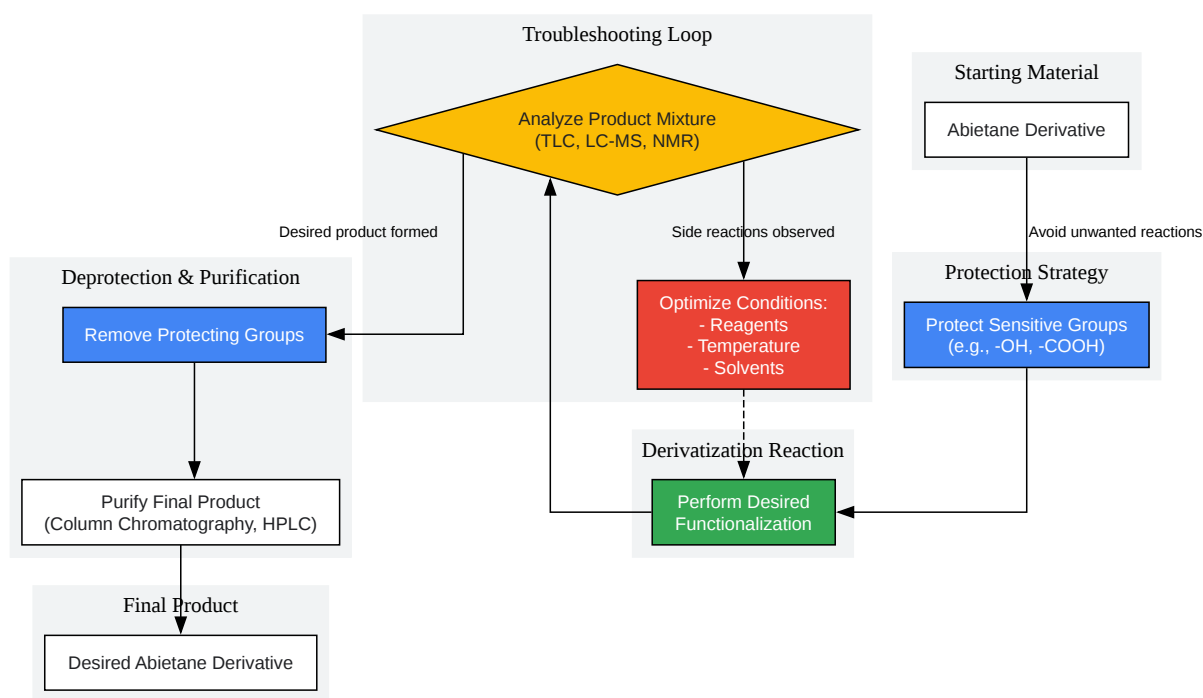 Troubleshooting Loop
Analyze Product Mixture
(TLC, LC-MS, NMR)
Starting Material
Abietane Derivative
Desired product formed
Side reactions observed
Avoid unwanted reactions
Deprotection & Purification
Remove Protecting Groups
Optimize Conditions:
- Reagents
- Temperature
- Solvents
Protection Strategy
Protect Sensitive Groups
(e.g., -OH, -COOH)
Derivatization Reaction
Perform Desired
Functionalization
Purify Final Product
(Column Chromatography, HPLC)
Final Product
Desired Abietane Derivative